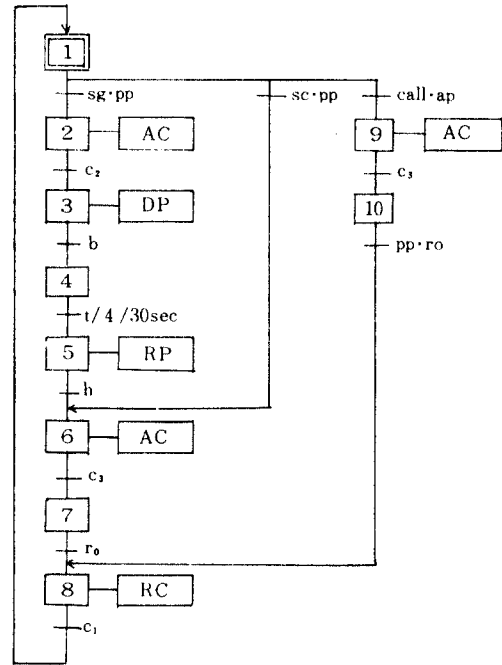 1
sg·pp
sc·pp
call·ap
2 AC
9 AC
c₂
c₃
3 DP
10
b
pp·ro
4
t/4/30sec
5 RP
h
6 AC
c₃
7
r₀
8 RC
c₁